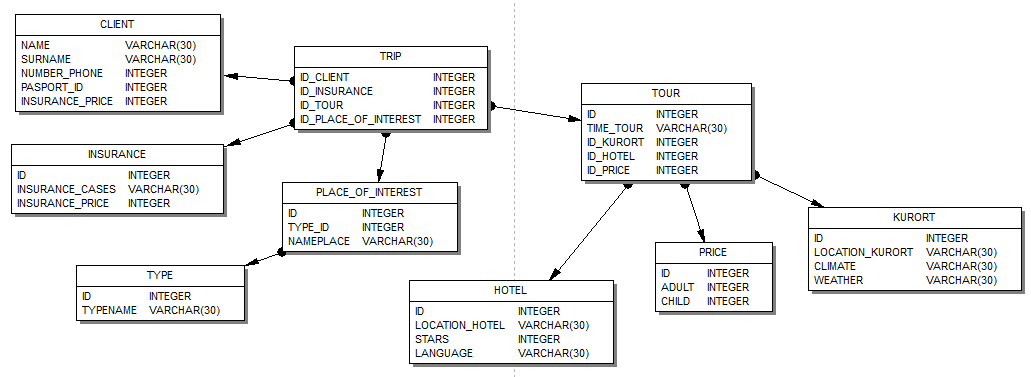 CLIENT
NAME VARCHAR(30)
SURNAME VARCHAR(30)
NUMBER_PHONE INTEGER
PASPORT_ID INTEGER
INSURANCE_PRICE INTEGER
TRIP
ID_CLIENT INTEGER
ID_INSURANCE INTEGER
ID_TOUR INTEGER
ID_PLACE_OF_INTEREST INTEGER
TOUR
ID INTEGER
TIME_TOUR VARCHAR(30)
ID_KURORT INTEGER
ID_HOTEL INTEGER
ID_PRICE INTEGER
INSURANCE
ID INTEGER
INSURANCE_CASES VARCHAR(30)
INSURANCE_PRICE INTEGER
PLACE_OF_INTEREST
ID INTEGER
TYPE_ID INTEGER
NAMEPLACE VARCHAR(30)
KURORT
ID INTEGER
LOCATION_KURORT VARCHAR(30)
CLIMATE VARCHAR(30)
WEATHER VARCHAR(30)
PRICE
ID INTEGER
ADULT INTEGER
CHILD INTEGER
TYPE
ID INTEGER
TYPENAME VARCHAR(30)
HOTEL
ID INTEGER
LOCATION_HOTEL VARCHAR(30)
STARS INTEGER
LANGUAGE VARCHAR(30)